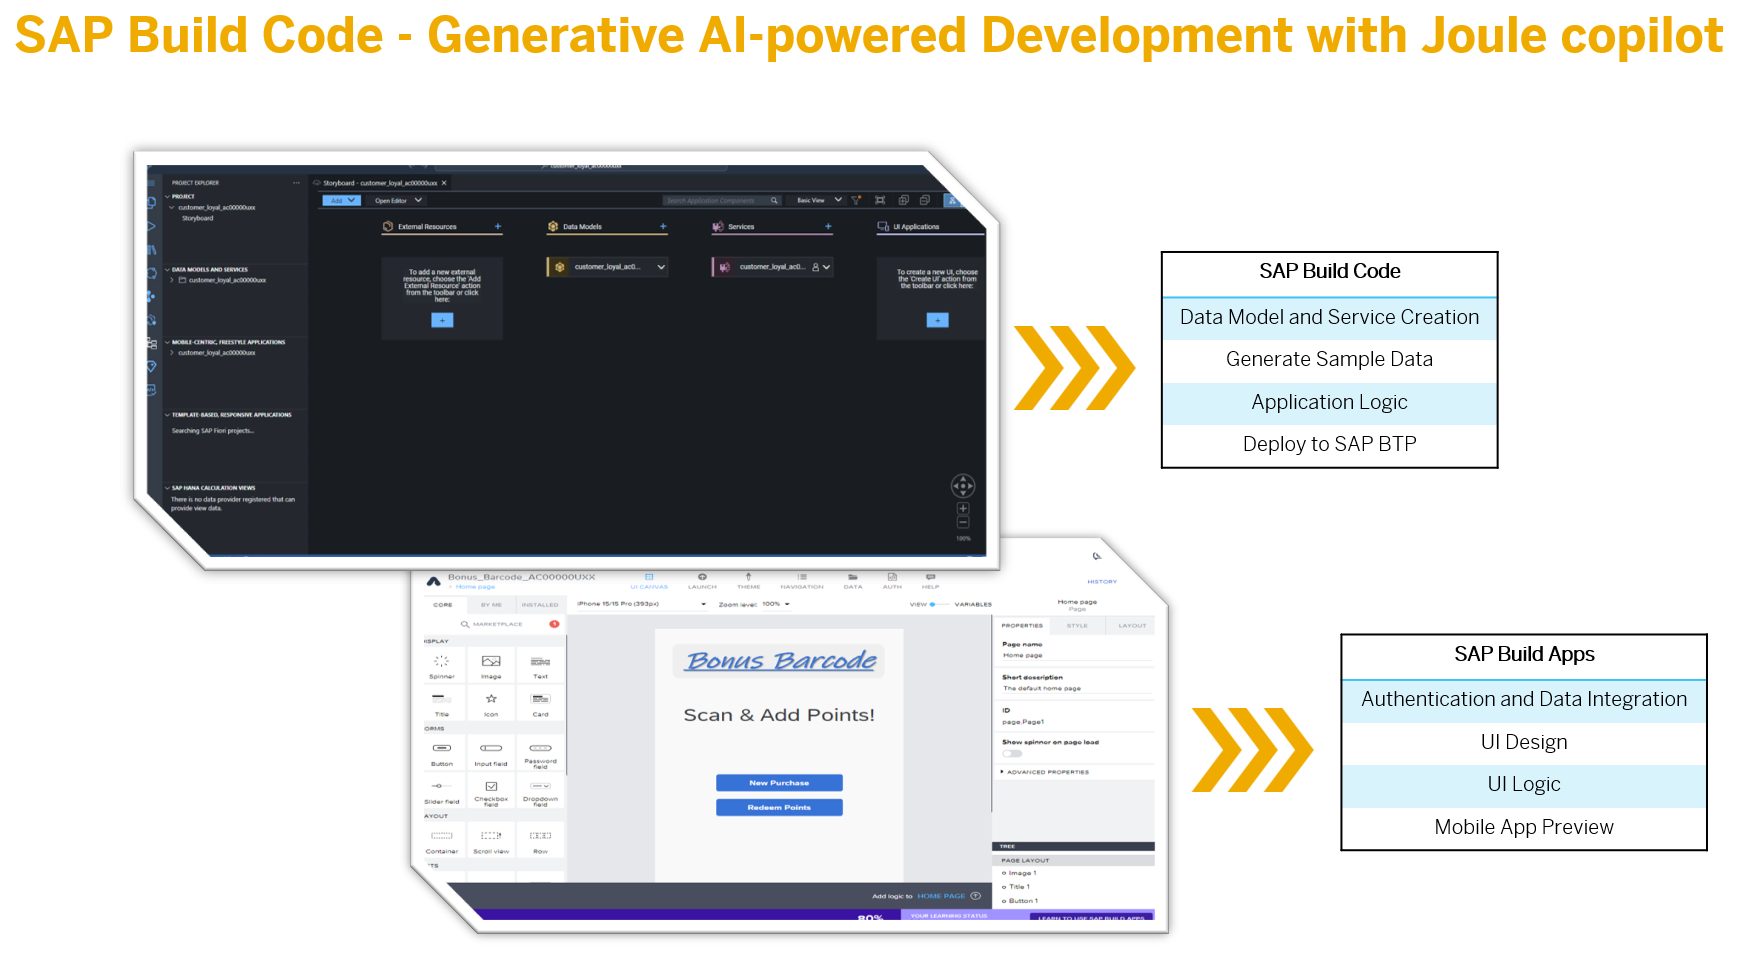 SAP Build Code - Generative AI-powered Development with Joule copilot
customer_loyal_ac00000uxx
PROJECT EXPLORER
PROJECT
customer_loyal_ac00000uxx
Storyboard
DATA MODELS AND SERVICES
customer_loyal_ac00000uxx
MOBILE-CENTRIC, FREESTYLE APPLICATIONS
customer_loyal_ac00000uxx
TEMPLATE-BASED, RESPONSIVE APPLICATIONS
Searching SAP Fiori projects...
SAP HANA CALCULATION VIEWS
There is no data provider registered that can
provide view data.
Storyboard - customer_loyal_ac00000uxx
Add
Open Editor
Search Application Components
Basic View
External Resources
To add a new external
resource, choose the 'Add
External Resource' action
from the toolbar or click
here:
Data Models
customer_loyal_ac0...
Services
customer_loyal_ac0...
UI Applications
To create a new UI, choose
the 'Create UI' action from
the toolbar or click here:
100%
SAP Build Code
Data Model and Service Creation
Generate Sample Data
Application Logic
Deploy to SAP BTP
Bonus_Barcode_AC00000UXX
Home page
UI CANVAS
LAUNCH
THEME
NAVIGATION
DATA
AUTH
HELP
HISTORY
CORE
BY ME
INSTALLED
MARKETPLACE
iPhone 15/15 Pro (393px)
Zoom level: 100%
VIEW
VARIABLES
Home page
Page
ISPLAY
Spinner
Image
Text
Title
Icon
Card
ORMS
Button
Input field
Password
field
Slider field
Checkbox
field
Dropdown
field
AYOUT
Container
Scroll view
Row
Bonus Barcode
Scan & Add Points!
New Purchase
Redeem Points
PROPERTIES
STYLE
LAYOUT
Page name
Home page
Short description
The default home page
ID
page.Page1
Show spinner on page load
ADVANCED PROPERTIES
TREE
PAGE LAYOUT
Image 1
Title 1
Button 1
Add logic to HOME PAGE
80%
YOUR LEARNING STATUS
LEARN TO USE SAP BUILD APPS
SAP Build Apps
Authentication and Data Integration
UI Design
UI Logic
Mobile App Preview